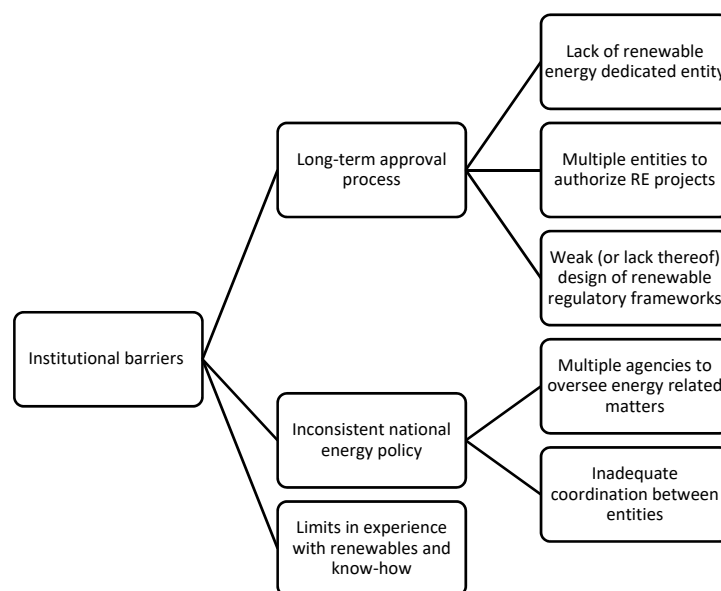 Institutional barriers
Long-term approval
process
Lack of renewable
energy dedicated entity
Multiple entities to
authorize RE projects
Weak (or lack thereof)
design of renewable
regulatory frameworks
Inconsistent national
energy policy
Multiple agencies to
oversee energy related
matters
Inadequate
coordination between
entities
Limits in experience
with renewables and
know-how